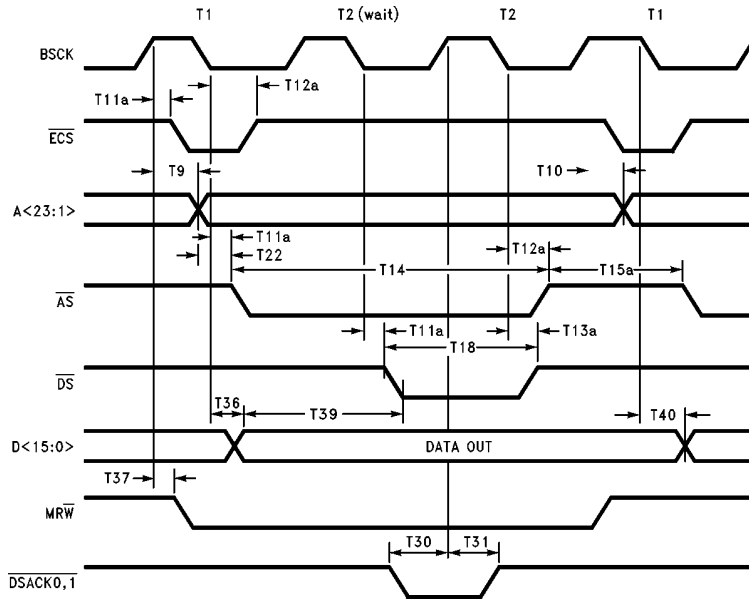 T1 T2 (wait) T2 T1
BSCK
T11a T12a
ECS
T9 T10
A<23:1>
T11a T12a
T22
T14 T15a
AS
T11a T13a
T18
DS
T36 T39 T40
D<15:0> DATA OUT
T37
MRW
T30 T31
DSACK0,1